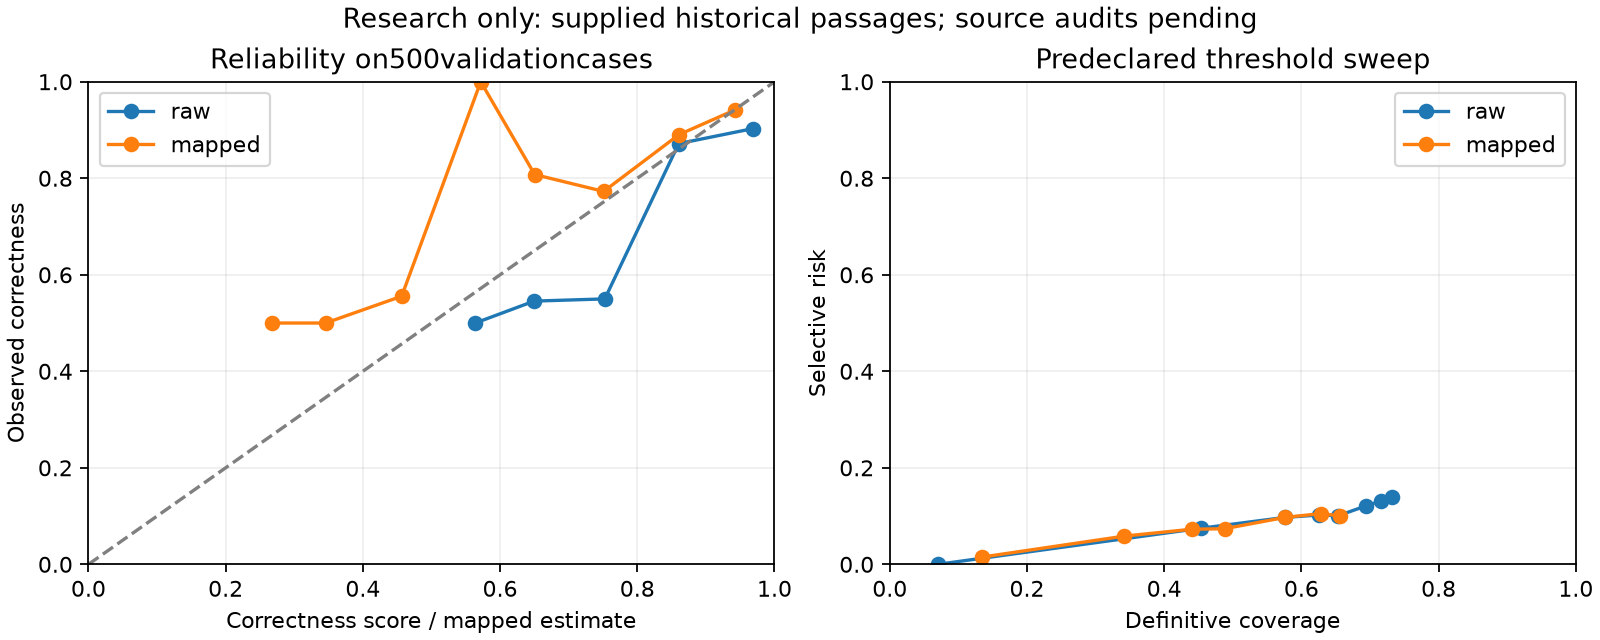 Research only: supplied historical passages; source audits pending
Reliability on500validationcases
1.0
0.8
0.6
0.4
0.2
0.0
Observed correctness
raw
mapped
0.0 0.2 0.4 0.6 0.8 1.0
Correctness score / mapped estimate
Predeclared threshold sweep
1.0
0.8
0.6
0.4
0.2
0.0
Selective risk
raw
mapped
0.0 0.2 0.4 0.6 0.8 1.0
Definitive coverage